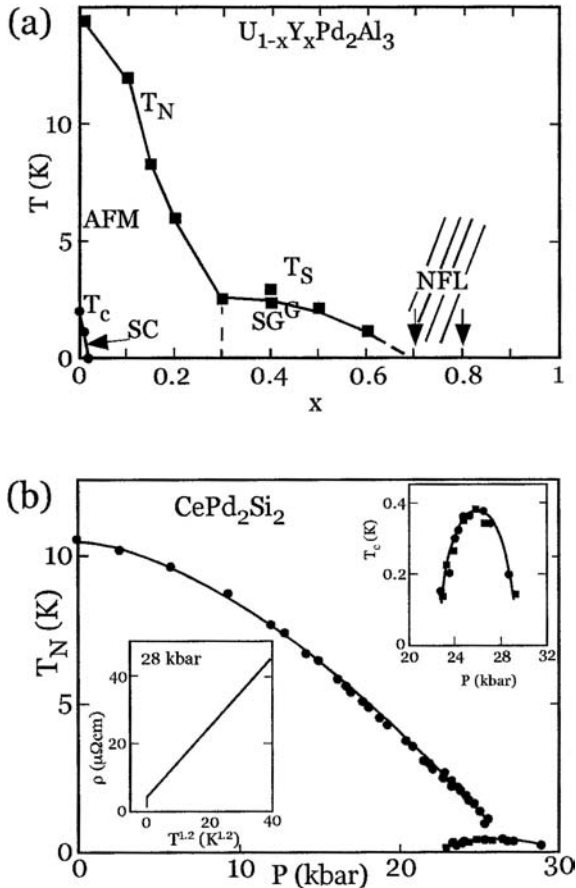 (a)
U1-xYxPd2Al3
T (K)
10
5
0
TN
AFM
Tc
SC
TS
SGG
NFL
0
0.2
0.4
0.6
0.8
1
x
(b)
CePd2Si2
TN (K)
10
5
0
0
10
20
30
P (kbar)
28 kbar
ρ (μΩcm)
40
20
0
0
20
40
T1.2 (K1.2)
Tc (K)
0.4
0.2
0
20
24
28
32
P (kbar)